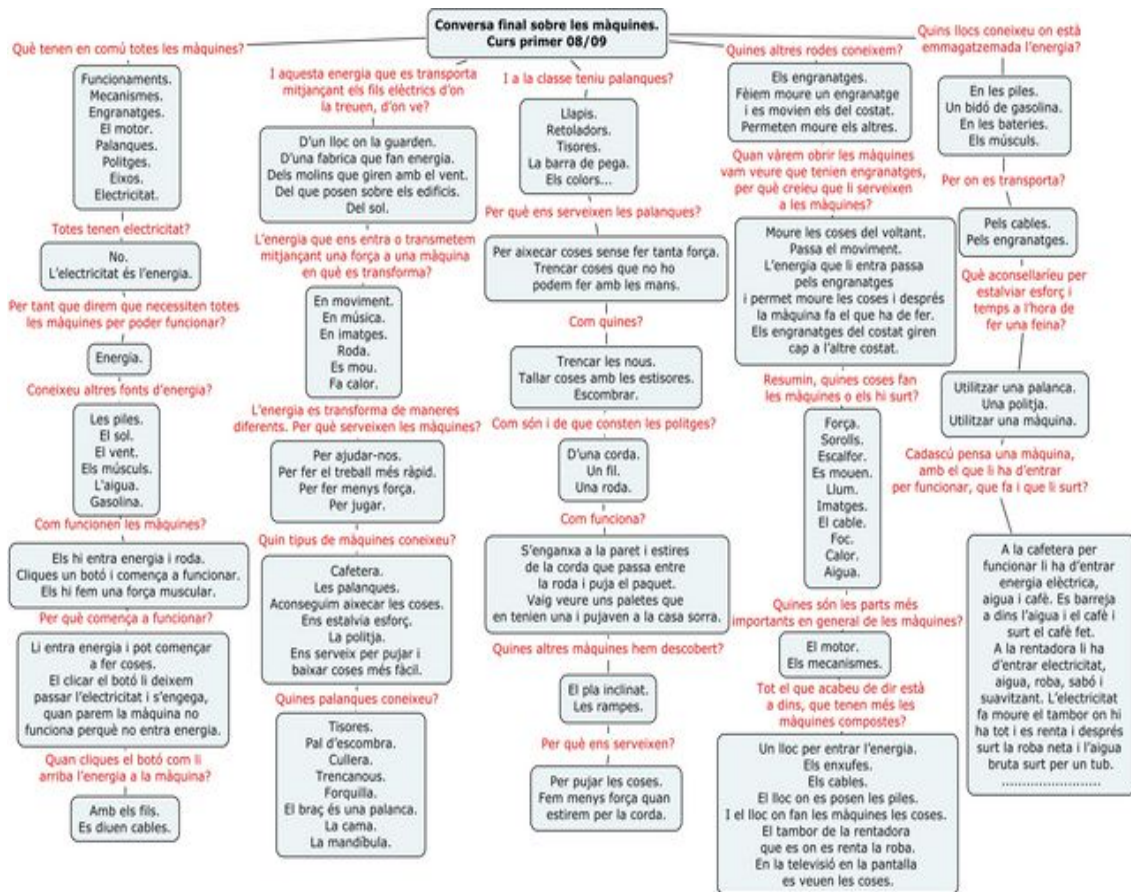 Conversa final sobre les màquines.
Curs primer 08/09
Què tenen en comú totes les màquines?
Funcionaments.
Mecanismes.
Engranatges.
El motor.
Palanques.
Politges.
Eixos.
Electricitat.
Totes tenen electricitat?
No.
L'electricitat és l'energia.
Per tant que direm que necessiten totes
les màquines per poder funcionar?
Energia.
Coneixeu altres fonts d'energia?
Les piles.
El sol.
El vent.
Els músculs.
L'aigua.
Gasolina.
Com funcionen les màquines?
Els hi entra energia i roda.
Cliques un botó i comença a funcionar.
Els hi fem una força muscular.
Per què comença a funcionar?
Li entra energia i pot començar
a fer coses.
El clicar el botó li deixem
passar l'electricitat i s'engega,
quan parem la màquina no
funciona perquè no entra energia.
Quan cliques el botó com li
arriba l'energia a la màquina?
Amb els fils.
Es diuen cables.
I aquesta energia que es transporta
mitjançant els fils elèctrics d'on
la treuen, d'on ve?
D'un lloc on la guarden.
D'una fabrica que fan energia.
Dels molins que giren amb el vent.
Del que posen sobre els edificis.
Del sol.
L'energia que ens entra o transmetem
mitjançant una força a una màquina
en què es transforma?
En moviment.
En música.
En imatges.
Roda.
Es mou.
Fa calor.
L'energia es transforma de maneres
diferents. Per què serveixen les màquines?
Per ajudar-nos.
Per fer el treball més ràpid.
Per fer menys força.
Per jugar.
Quin tipus de màquines coneixeu?
Cafetera.
Les palanques.
Aconseguim aixecar les coses.
Ens estalvia esforç.
La politja.
Ens serveix per pujar i
baixar coses més fàcil.
Quines palanques coneixeu?
Tisores.
Pal d'escombra.
Cullera.
Trencanous.
Forquilla.
El braç és una palanca.
La cama.
La mandíbula.
I a la classe teniu palanques?
Llapis.
Retoladors.
Tisores.
La barra de pega.
Els colors...
Per què ens serveixen les palanques?
Per aixecar coses sense fer tanta força.
Trencar coses que no ho
podem fer amb les mans.
Com quines?
Trencar les nous.
Tallar coses amb les estisores.
Escombrar.
Com són i de que consten les politges?
D'una corda.
Un fil.
Una roda.
Com funciona?
S'enganxa a la paret i estires
de la corda que passa entre
la roda i puja el paquet.
Vaig veure uns paletes que
en tenien una i pujaven a la casa sorra.
Quines altres màquines hem descobert?
El pla inclinat.
Les rampes.
Per què ens serveixen?
Per pujar les coses.
Fem menys força quan
estirem per la corda.
Quines altres rodes coneixem?
Els engranatges.
Fèiem moure un engranatge
i es movien els del costat.
Permeten moure els altres.
Quan vàrem obrir les màquines
vam veure que tenien engranatges,
per què creieu que li serveixen
a les màquines?
Moure les coses del voltant.
Passa el moviment.
L'energia que li entra passa
pels engranatges
i permet moure les coses i després
la màquina fa el que ha de fer.
Els engranatges del costat giren
cap a l'altre costat.
Resumin, quines coses fan
les màquines o els hi surt?
Força.
Sorolls.
Escalfor.
Es mouen.
Llum.
Imatges.
El cable.
Foc.
Calor.
Aigua.
Quines són les parts més
importants en general de les màquines?
El motor.
Els mecanismes.
Tot el que acabeu de dir està
a dins, que tenen més les
màquines compostes?
Un lloc per entrar l'energia.
Els enxufes.
Els cables.
El lloc on es posen les piles.
I el lloc on fan les màquines les coses.
El tambor de la rentadora
que es on es renta la roba.
En la televisió en la pantalla
es veuen les coses.
Quins llocs coneixeu on està
emmagatzemada l'energia?
En les piles.
Un bidó de gasolina.
En les bateries.
Els músculs.
Per on es transporta?
Pels cables.
Pels engranatges.
Què aconsellaríeu per
estalviar esforç i
temps a l'hora de
fer una feina?
Utilitzar una palanca.
Una politja.
Utilitzar una màquina.
Cadascú pensa una màquina,
amb el que li ha d'entrar
per funcionar, que fa i que li surt?
A la cafetera per
funcionar li ha d'entrar
energia elèctrica,
aigua i cafè. Es barreja
a dins l'aigua i el cafè i
surt el cafè fet.
A la rentadora li ha
d'entrar electricitat,
aigua, roba, sabó i
suavitzant. L'electricitat
fa moure el tambor on hi
ha tot i es renta i després
surt la roba neta i l'aigua
bruta surt per un tub.
........................